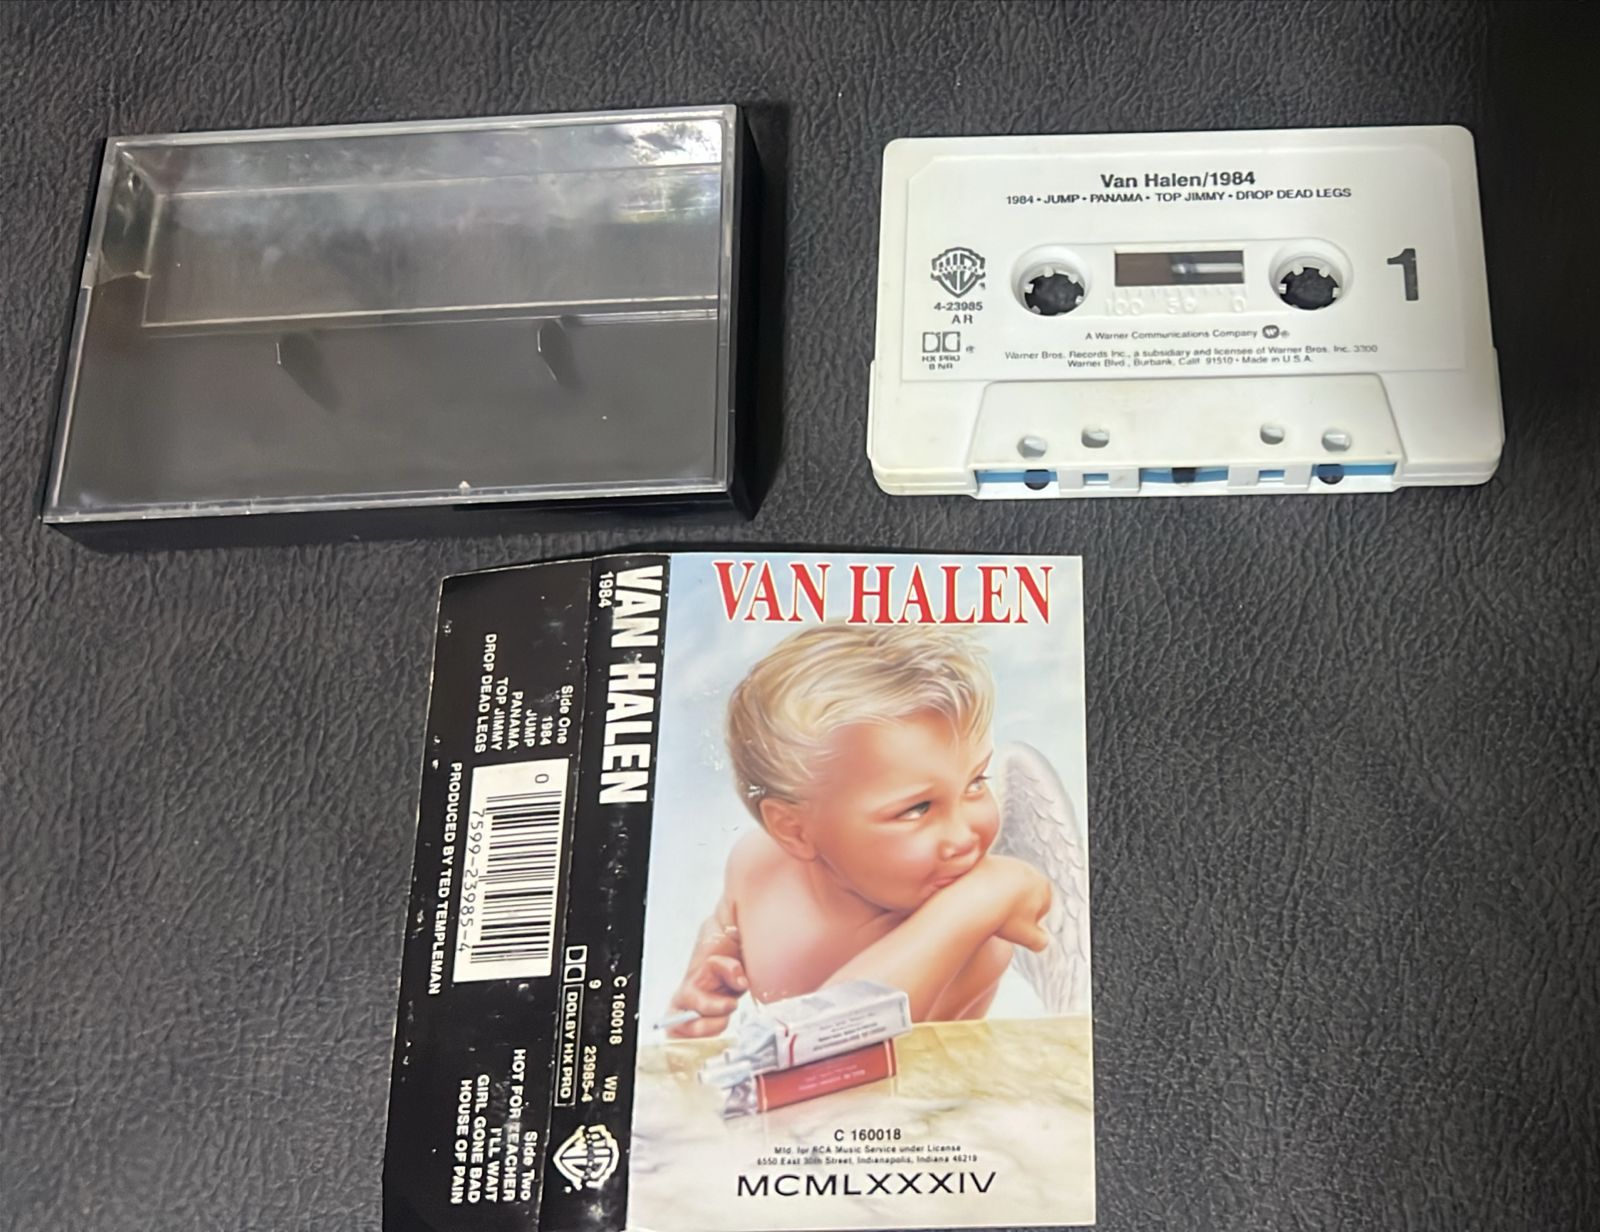 Van Halen/1984
1984 • JUMP • PANAMA • TOP JIMMY • DROP DEAD LEGS
4-23985
AR
1
HX PRO
B NR
100 50 0
A Warner Communications Company
Warner Bros. Records Inc., a subsidiary and licensee of Warner Bros. Inc. 3300
Warner Blvd., Burbank, Calif. 91510 • Made in U.S.A.
VAN HALEN
C 160018
Mfd. for RCA Music Service under License
6550 East 30th Street, Indianapolis, Indiana 46219
MCMLXXXIV
VAN HALEN
1984
C 160018 WB
9 23985-4
DOLBY HX PRO
Side One
1984
JUMP
PANAMA
TOP JIMMY
DROP DEAD LEGS
0 7599-23985-4
PRODUCED BY TED TEMPLEMAN
Side Two
HOT FOR TEACHER
I'LL WAIT
GIRL GONE BAD
HOUSE OF PAIN